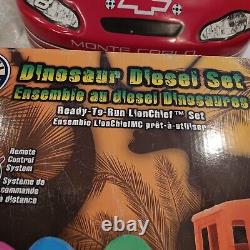 MONTE CARLO
Dinosaur Diesel Set
Ensemble au diesel Dinosaures
Ready-To-Run LionChief™ Set
Ensemble LionChiefMC prêt-à-utiliser
Remote
Control
System
Système de
commande
à distance